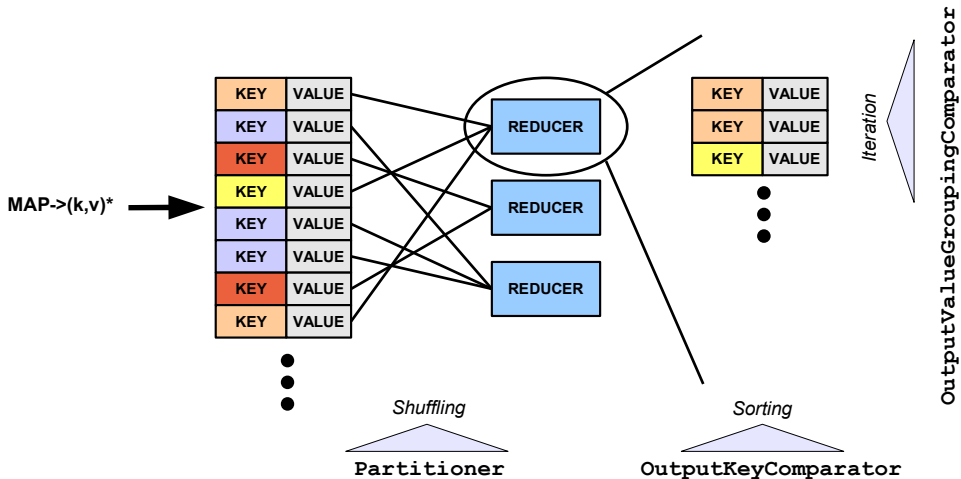 MAP->(k,v)*
KEY VALUE
KEY VALUE
KEY VALUE
KEY VALUE
KEY VALUE
KEY VALUE
KEY VALUE
KEY VALUE
REDUCER
REDUCER
REDUCER
KEY VALUE
KEY VALUE
KEY VALUE
Iteration
OutputValueGroupingComparator
Shuffling
Partitioner
Sorting
OutputKeyComparator